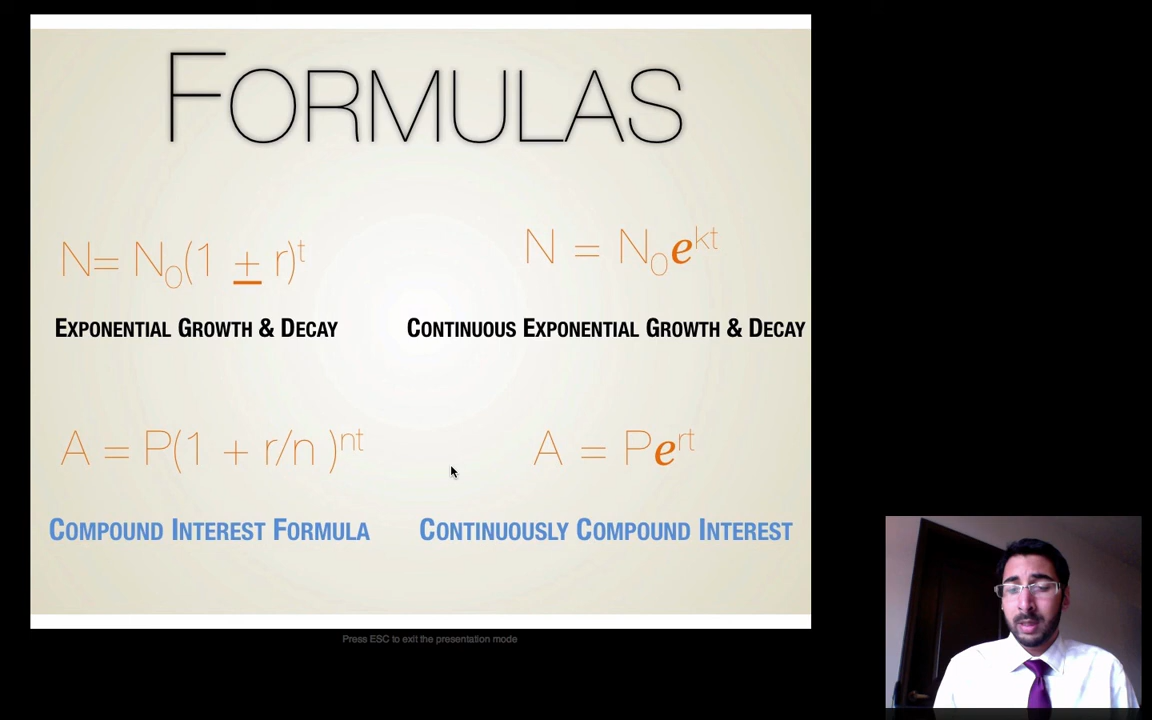 FORMULAS
N= N₀(1 ± r)ᵗ
N = N₀eᵏᵗ
EXPONENTIAL GROWTH & DECAY
CONTINUOUS EXPONENTIAL GROWTH & DECAY
A = P(1 + r/n )ⁿᵗ
A = Peʳᵗ
COMPOUND INTEREST FORMULA
CONTINUOUSLY COMPOUND INTEREST
Press ESC to exit the presentation mode